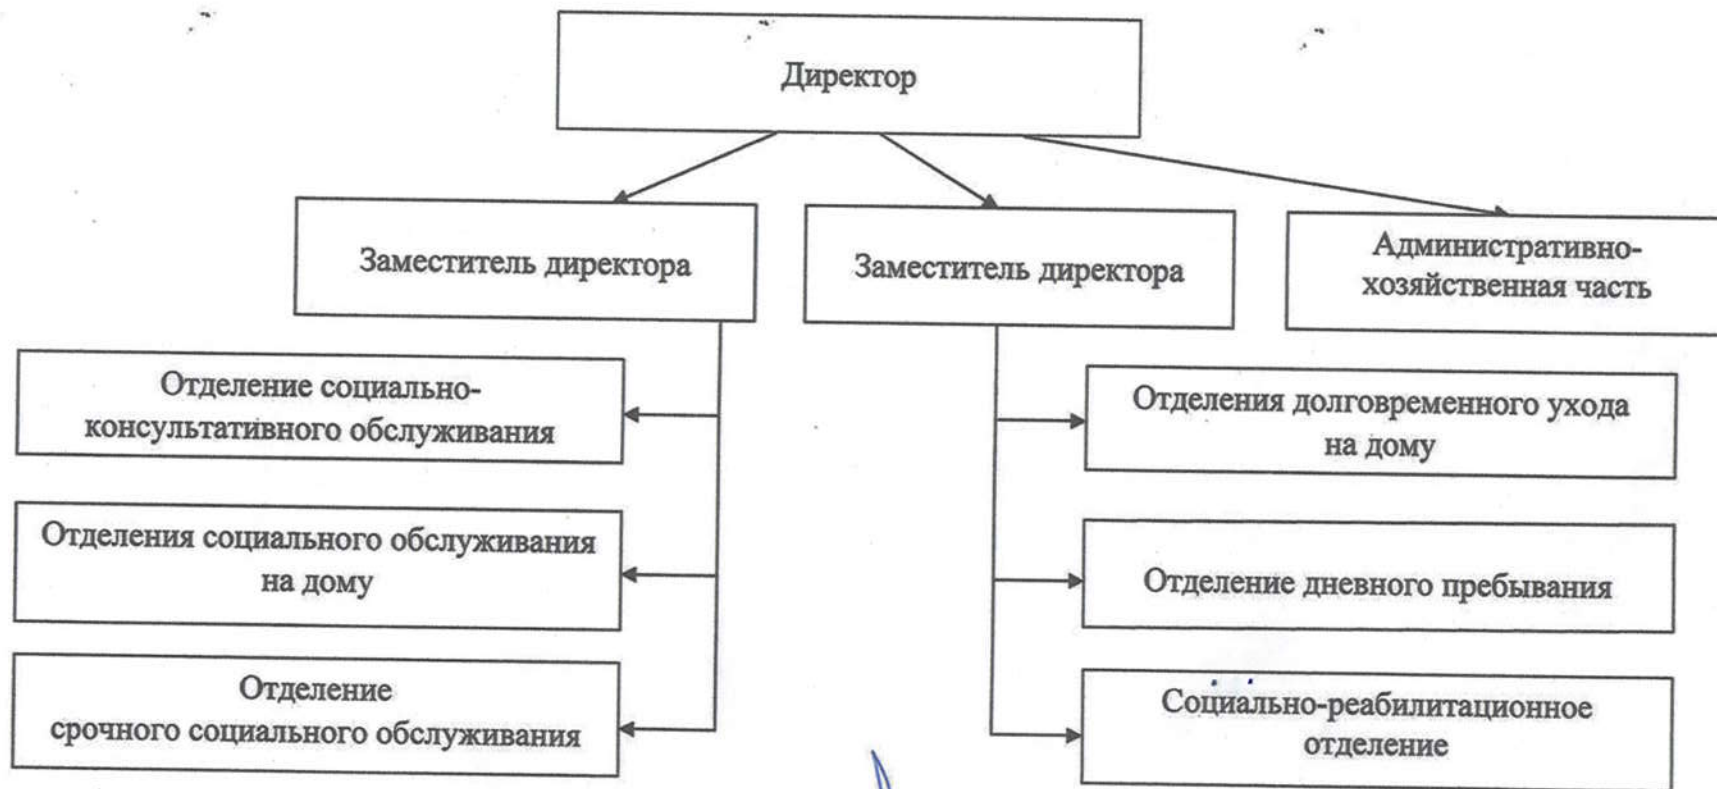 Директор
Заместитель директора
Заместитель директора
Административно-
хозяйственная часть
Отделение социально-
консультативного обслуживания
Отделения долговременного ухода
на дому
Отделения социального обслуживания
на дому
Отделение дневного пребывания
Отделение
срочного социального обслуживания
Социально-реабилитационное
отделение